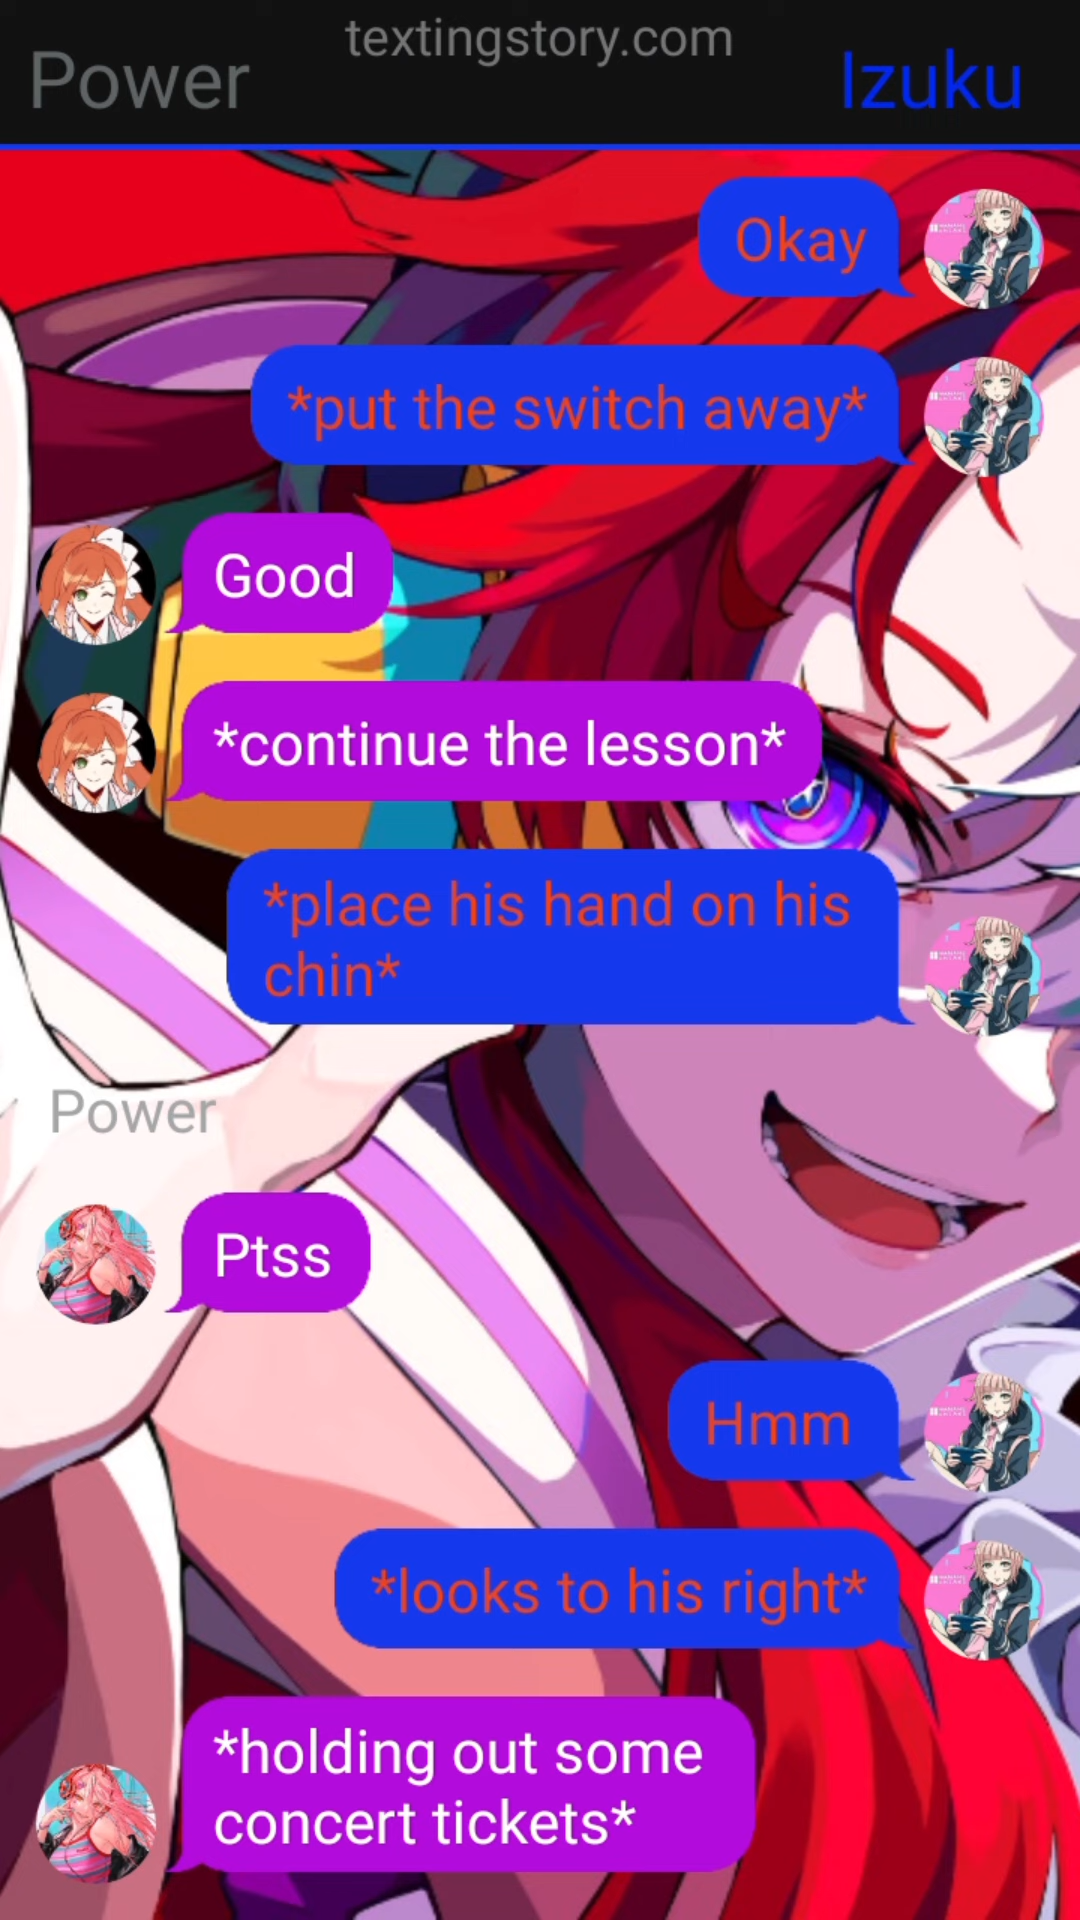 textingstory.com
Power
Izuku
Okay
*put the switch away*
Good
*continue the lesson*
*place his hand on his
chin*
Power
Ptss
Hmm
*looks to his right*
*holding out some
concert tickets*